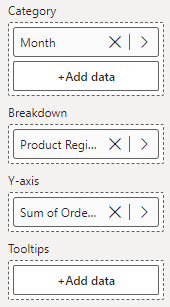 Category
Month
+Add data
Breakdown
Product Regi...
Y-axis
Sum of Orde...
Tooltips
+Add data